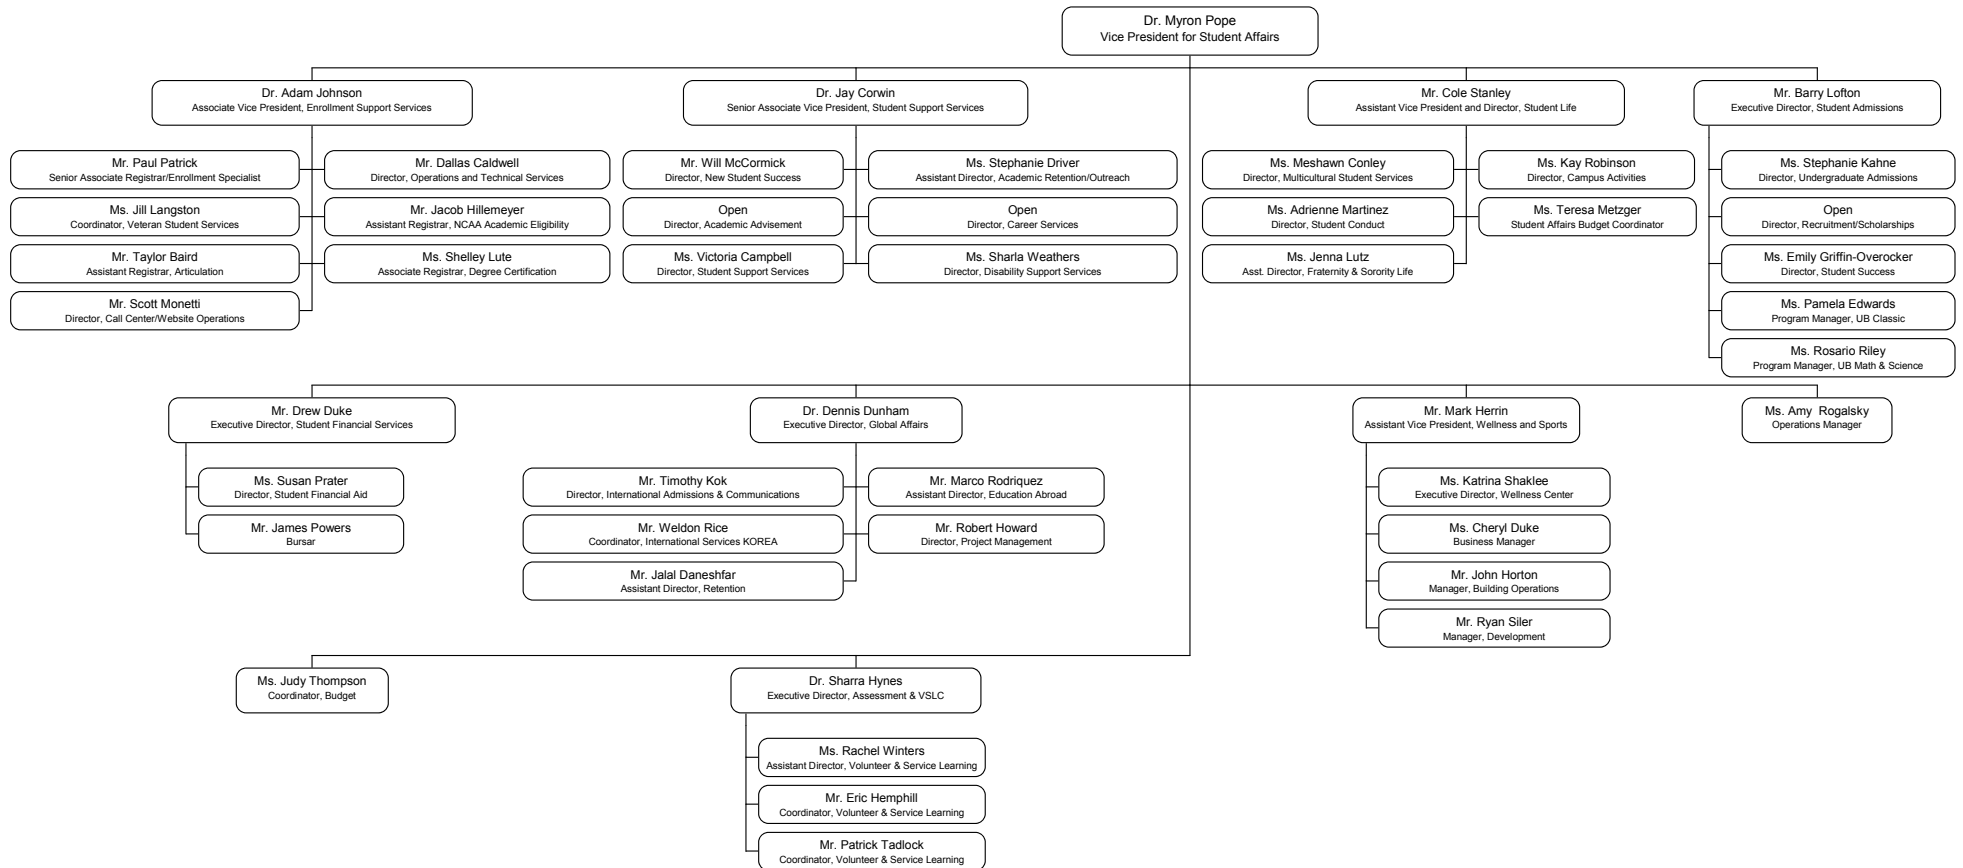 Dr. Myron Pope
Vice President for Student Affairs
Dr. Adam Johnson
Associate Vice President, Enrollment Support Services
Mr. Paul Patrick
Senior Associate Registrar/Enrollment Specialist
Mr. Dallas Caldwell
Director, Operations and Technical Services
Ms. Jill Langston
Coordinator, Veteran Student Services
Mr. Jacob Hillemeyer
Assistant Registrar, NCAA Academic Eligibility
Mr. Taylor Baird
Assistant Registrar, Articulation
Ms. Shelley Lute
Associate Registrar, Degree Certification
Mr. Scott Monetti
Director, Call Center/Website Operations
Dr. Jay Corwin
Senior Associate Vice President, Student Support Services
Mr. Will McCormick
Director, New Student Success
Ms. Stephanie Driver
Assistant Director, Academic Retention/Outreach
Open
Director, Academic Advisement
Open
Director, Career Services
Ms. Victoria Campbell
Director, Student Support Services
Ms. Sharla Weathers
Director, Disability Support Services
Mr. Cole Stanley
Assistant Vice President and Director, Student Life
Ms. Meshawn Conley
Director, Multicultural Student Services
Ms. Kay Robinson
Director, Campus Activities
Ms. Adrienne Martinez
Director, Student Conduct
Ms. Teresa Metzger
Student Affairs Budget Coordinator
Ms. Jenna Lutz
Asst. Director, Fraternity & Sorority Life
Mr. Barry Lofton
Executive Director, Student Admissions
Ms. Stephanie Kahne
Director, Undergraduate Admissions
Open
Director, Recruitment/Scholarships
Ms. Emily Griffin-Overocker
Director, Student Success
Ms. Pamela Edwards
Program Manager, UB Classic
Ms. Rosario Riley
Program Manager, UB Math & Science
Mr. Drew Duke
Executive Director, Student Financial Services
Ms. Susan Prater
Director, Student Financial Aid
Mr. James Powers
Bursar
Dr. Dennis Dunham
Executive Director, Global Affairs
Mr. Timothy Kok
Director, International Admissions & Communications
Mr. Marco Rodriquez
Assistant Director, Education Abroad
Mr. Weldon Rice
Coordinator, International Services KOREA
Mr. Robert Howard
Director, Project Management
Mr. Jalal Daneshfar
Assistant Director, Retention
Mr. Mark Herrin
Assistant Vice President, Wellness and Sports
Ms. Katrina Shaklee
Executive Director, Wellness Center
Ms. Cheryl Duke
Business Manager
Mr. John Horton
Manager, Building Operations
Mr. Ryan Siler
Manager, Development
Ms. Amy  Rogalsky
Operations Manager
Ms. Judy Thompson
Coordinator, Budget
Dr. Sharra Hynes
Executive Director, Assessment & VSLC
Ms. Rachel Winters
Assistant Director, Volunteer & Service Learning
Mr. Eric Hemphill
Coordinator, Volunteer & Service Learning
Mr. Patrick Tadlock
Coordinator, Volunteer & Service Learning